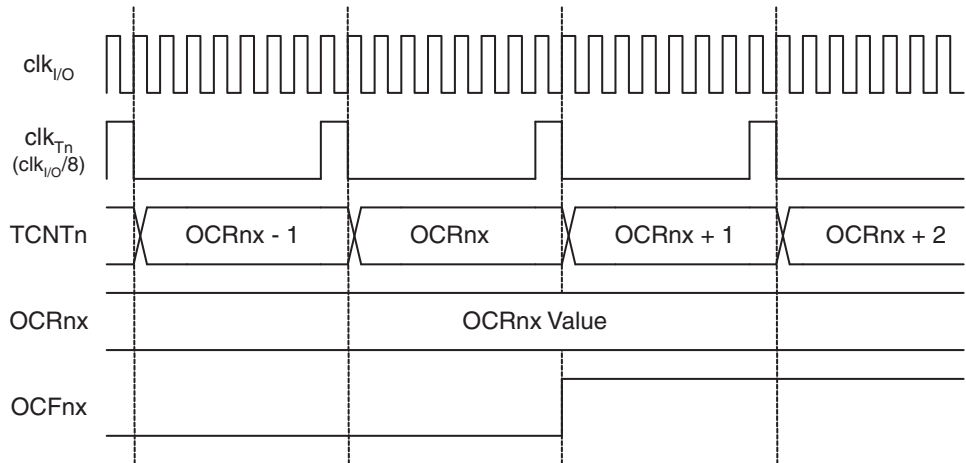 clkI/O
clkTn
(clkI/O/8)
TCNTn
OCRnx - 1
OCRnx
OCRnx + 1
OCRnx + 2
OCRnx
OCRnx Value
OCFnx